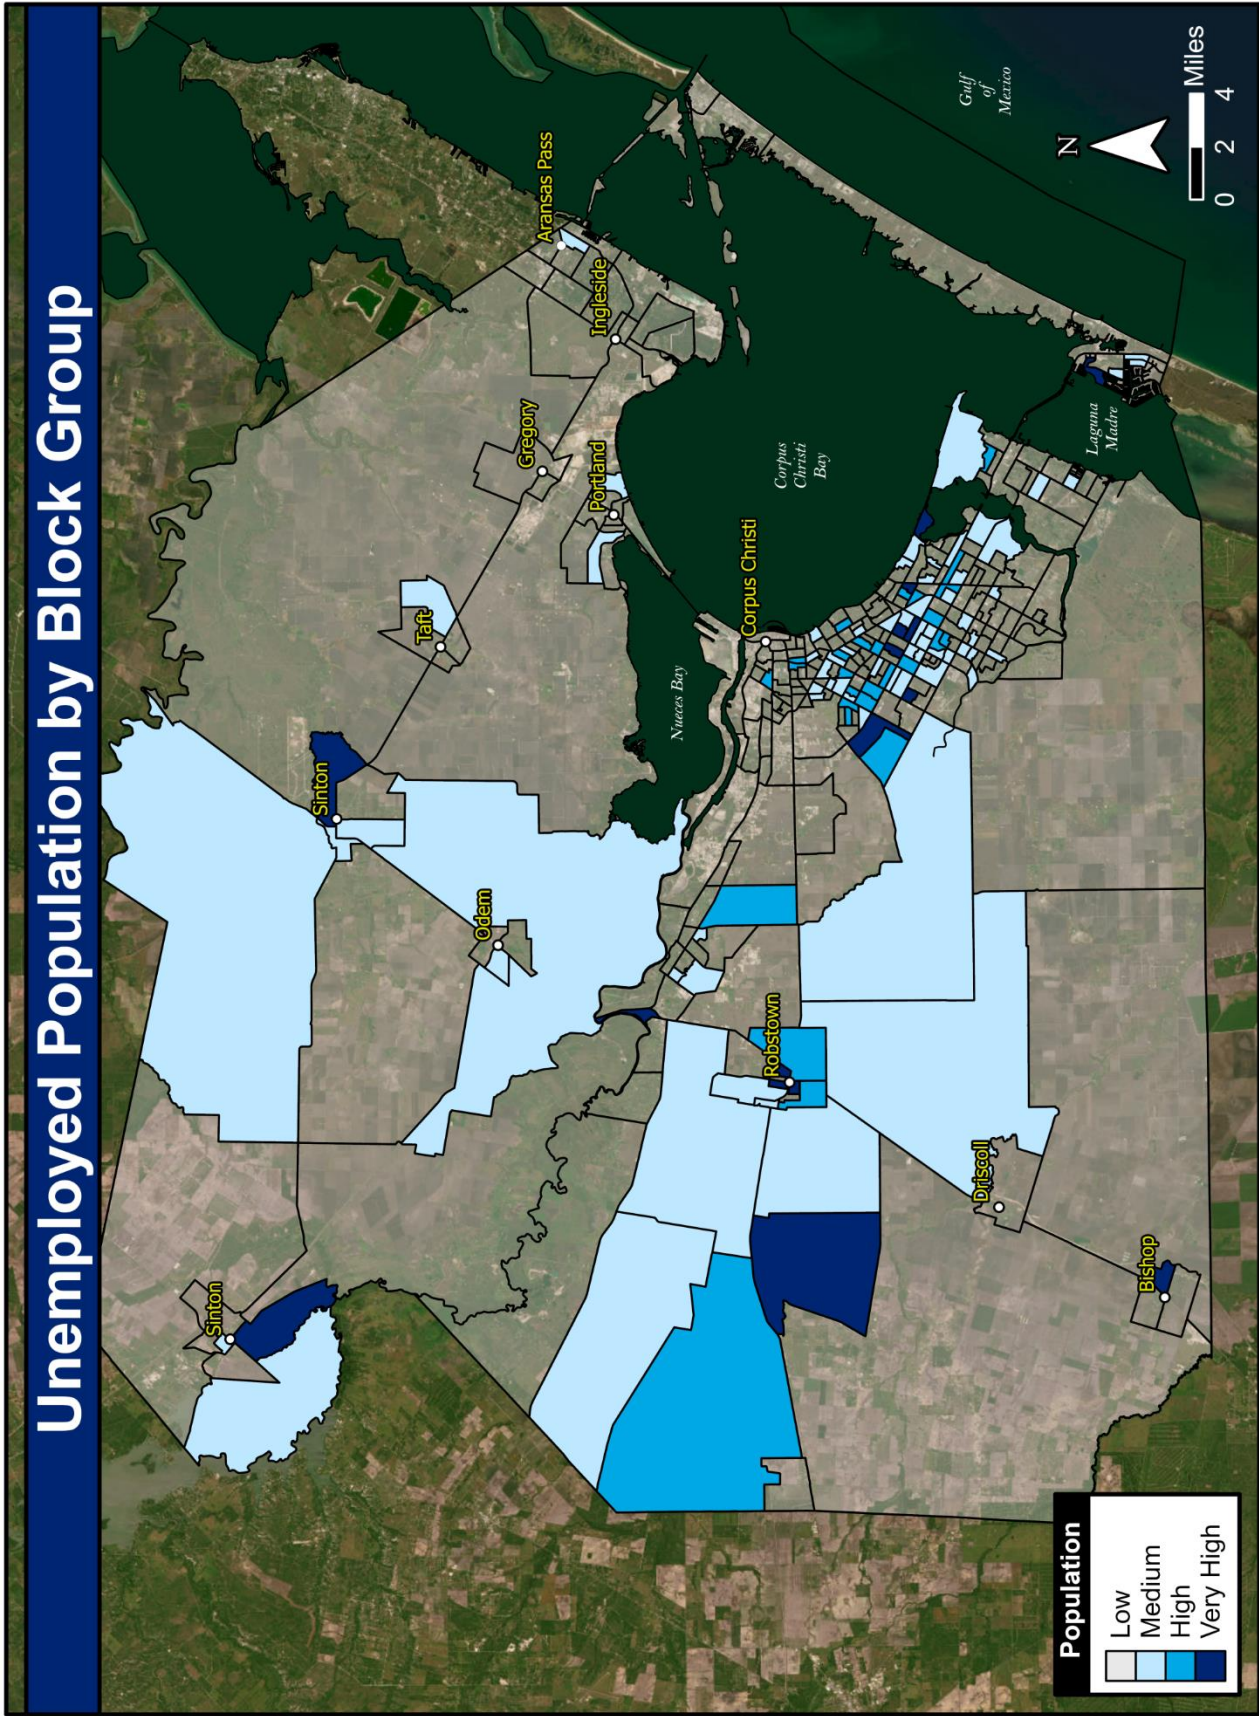 Unemployed Population by Block Group
Sinton
Sinton
Odem
Taft
Gregory
Portland
Ingleside
Aransas Pass
Nueces Bay
Corpus Christi
Corpus
Christi
Bay
Robstown
Driscoll
Bishop
Laguna
Madre
Gulf
of
Mexico
N
0 2 4 Miles
Population
Low
Medium
High
Very High